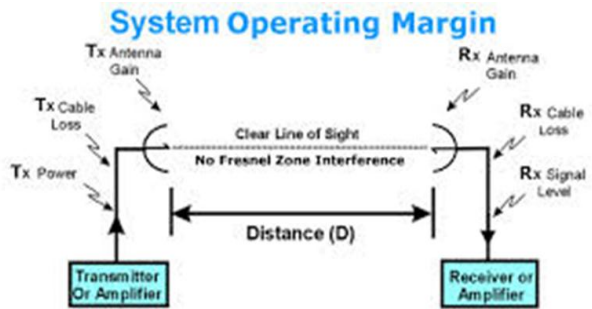 System Operating Margin
Tx Antenna
Gain
Rx Antenna
Gain
Tx Cable
Loss
Rx Cable
Loss
Clear Line of Sight
No Fresnel Zone Interference
Tx Power
Rx Signal
Level
Distance (D)
Transmitter
Or Amplifier
Receiver or
Amplifier